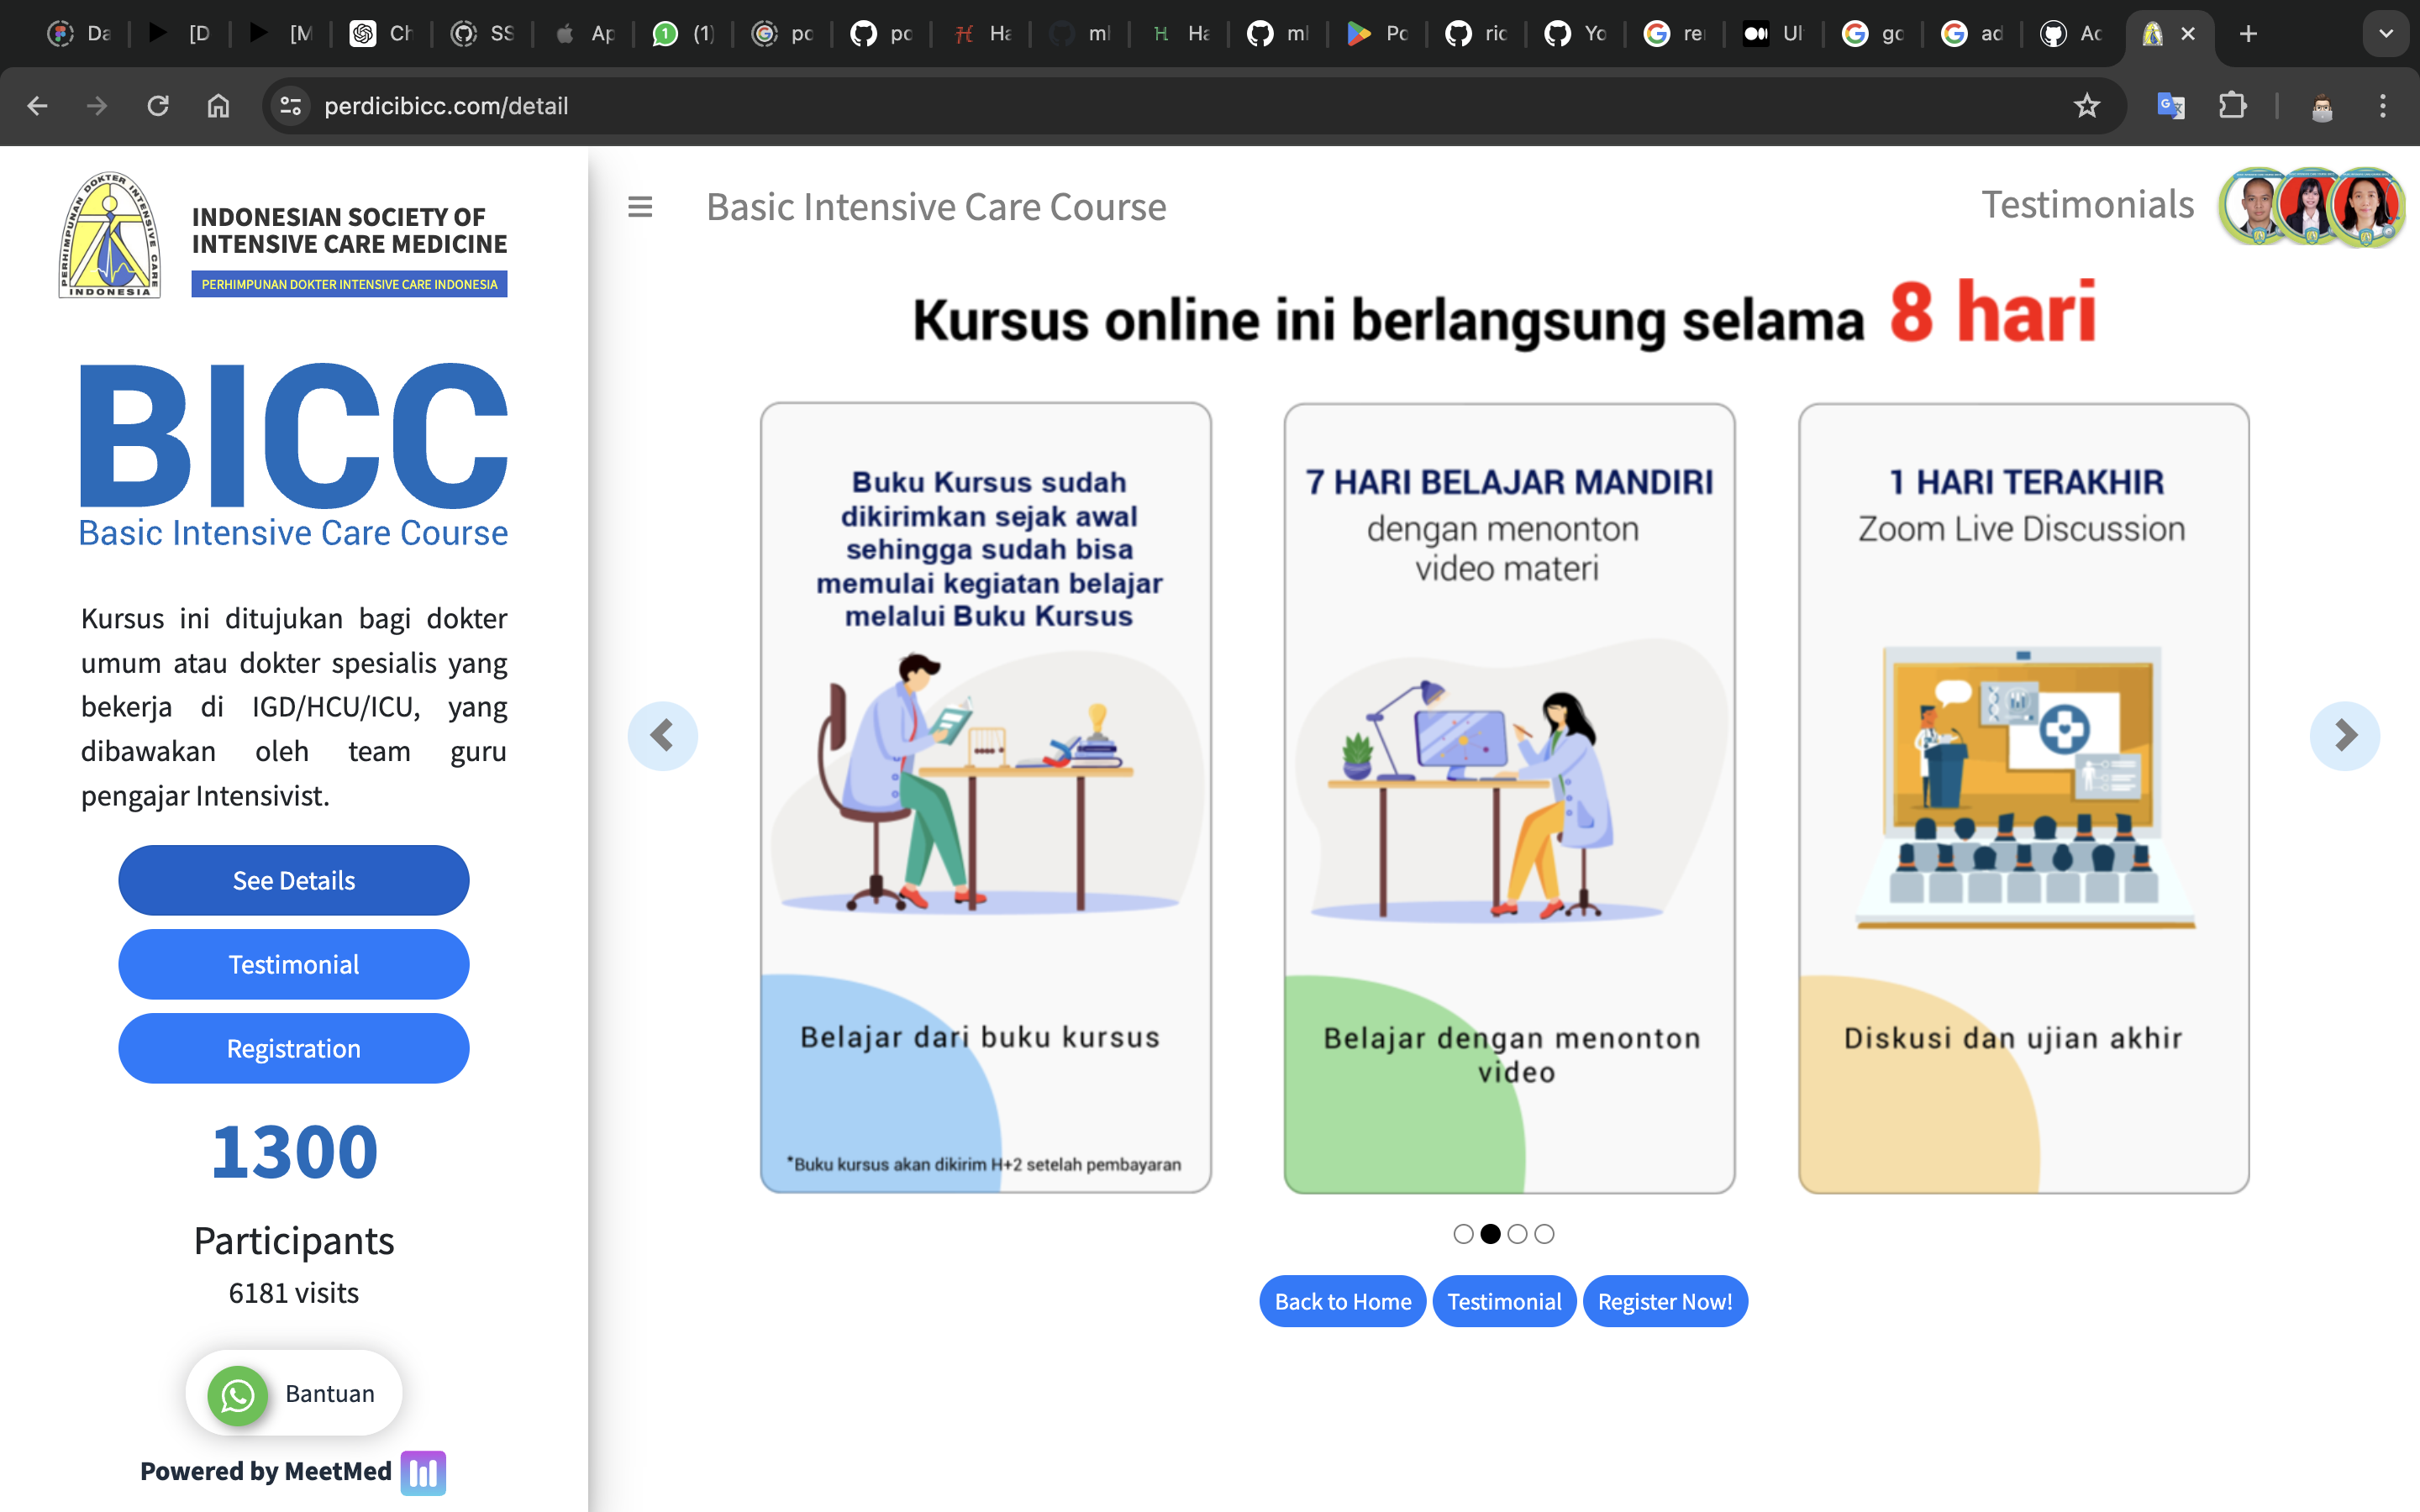 Da
[D
[M
Ch
SS
Ap
1
(1)
po
po
Ha
ml
Ha
ml
Po
ric
Yo
re
Ul
go
ad
Ac
perdicibicc.com/detail
PERHIMPUNAN DOKTER INTENSIVE CARE
INDONESIA
INDONESIAN SOCIETY OF
INTENSIVE CARE MEDICINE
PERHIMPUNAN DOKTER INTENSIVE CARE INDONESIA
BICC
Basic Intensive Care Course
Kursus ini ditujukan bagi dokter
umum atau dokter spesialis yang
bekerja di IGD/HCU/ICU, yang
dibawakan oleh team guru
pengajar Intensivist.
See Details
Testimonial
Registration
1300
Participants
6181 visits
Bantuan
Powered by MeetMed
Basic Intensive Care Course
Testimonials
Kursus online ini berlangsung selama 8 hari
Buku Kursus sudah
dikirimkan sejak awal
sehingga sudah bisa
memulai kegiatan belajar
melalui Buku Kursus
Belajar dari buku kursus
*Buku kursus akan dikirim H+2 setelah pembayaran
7 HARI BELAJAR MANDIRI
dengan menonton
video materi
Belajar dengan menonton
video
1 HARI TERAKHIR
Zoom Live Discussion
Diskusi dan ujian akhir
Back to Home
Testimonial
Register Now!